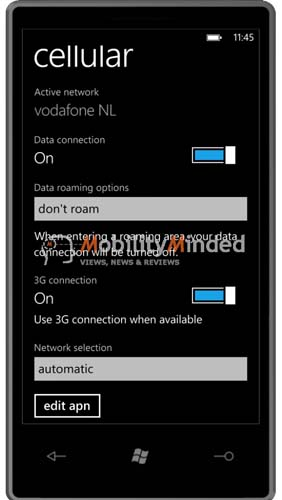 11:45
cellular
Active network
vodafone NL
Data connection
On
Data roaming options
don't roam
When entering a roaming area, your data
connection will be turned off.
MobilityMinded
VIEWS, NEWS & REVIEWS
3G connection
On
Use 3G connection when available
Network selection
automatic
edit apn